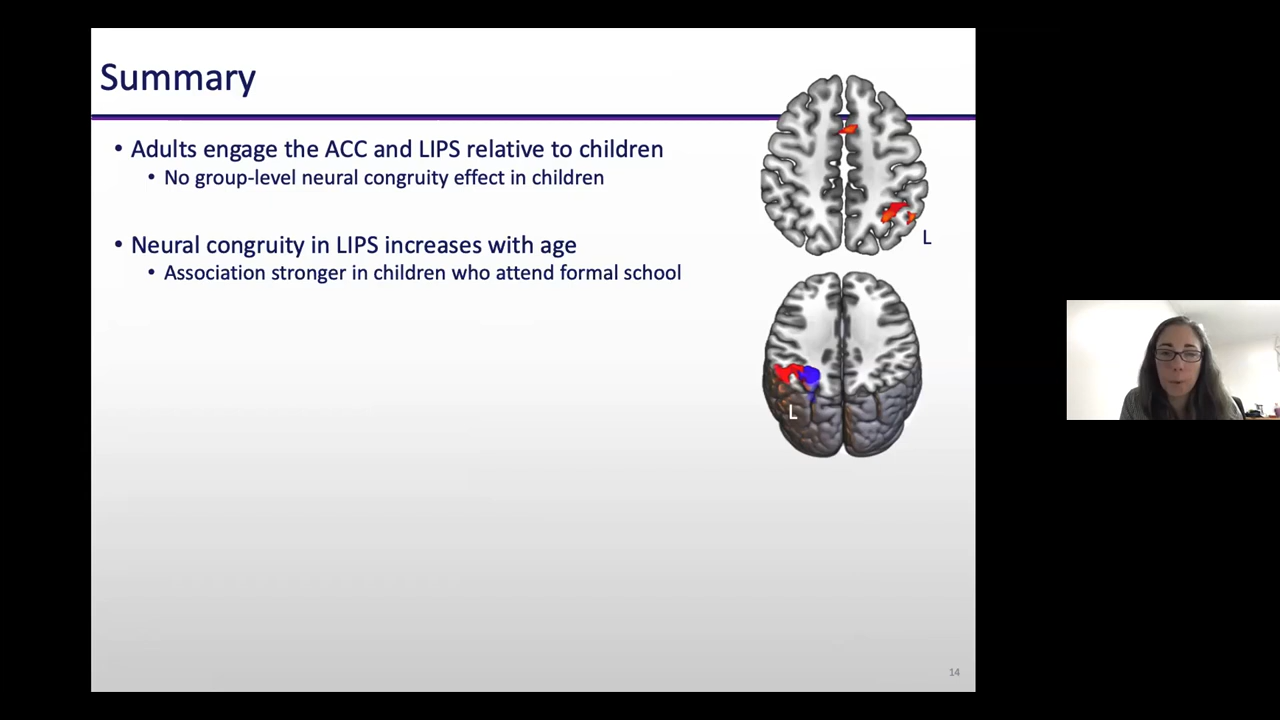 Summary
• Adults engage the ACC and LIPS relative to children
• No group-level neural congruity effect in children
• Neural congruity in LIPS increases with age
• Association stronger in children who attend formal school
L
L
14